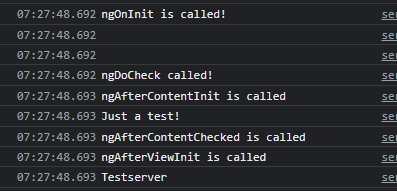 07:27:48.692 ngOnInit is called! ser
07:27:48.692 ser
07:27:48.692 ser
07:27:48.692 ngDoCheck called! ser
07:27:48.693 ngAfterContentInit is called ser
07:27:48.693 Just a test! ser
07:27:48.693 ngAfterContentChecked is called ser
07:27:48.693 ngAfterViewInit is called ser
07:27:48.693 Testserver ser